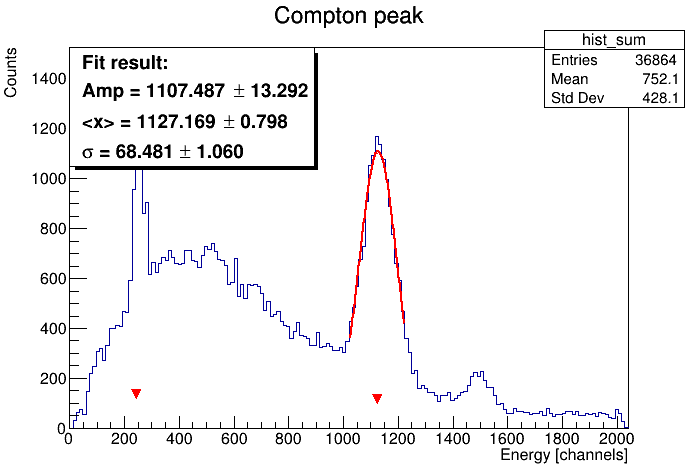 Compton peak
hist_sum
Entries 36864
Mean 752.1
Std Dev 428.1
Fit result:
Amp = 1107.487 ± 13.292
<x> = 1127.169 ± 0.798
σ = 68.481 ± 1.060
Counts
1400
1200
1000
800
600
400
200
0
0 200 400 600 800 1000 1200 1400 1600 1800 2000
Energy [channels]